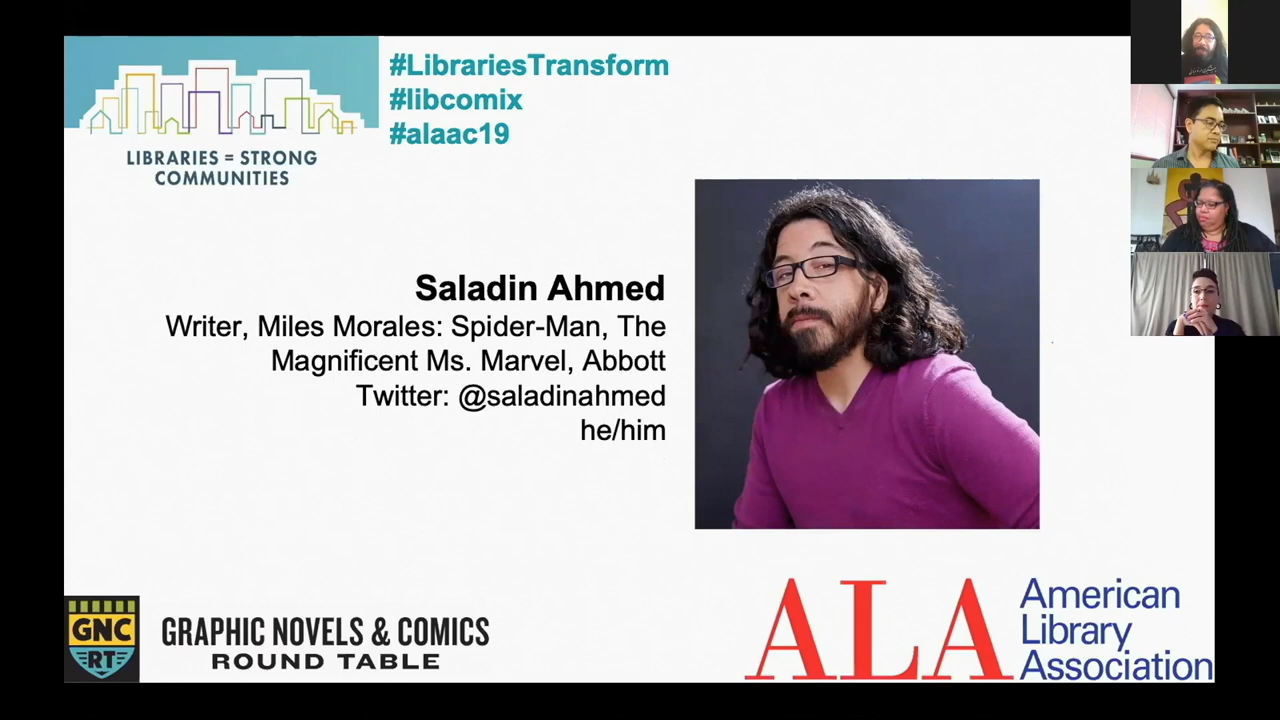 #LibrariesTransform
#libcomix
#alaac19
LIBRARIES = STRONG
COMMUNITIES
Saladin Ahmed
Writer, Miles Morales: Spider-Man, The
Magnificent Ms. Marvel, Abbott
Twitter: @saladinahmed
he/him
GNC
RT
GRAPHIC NOVELS & COMICS
ROUND TABLE
ALA
American
Library
Association